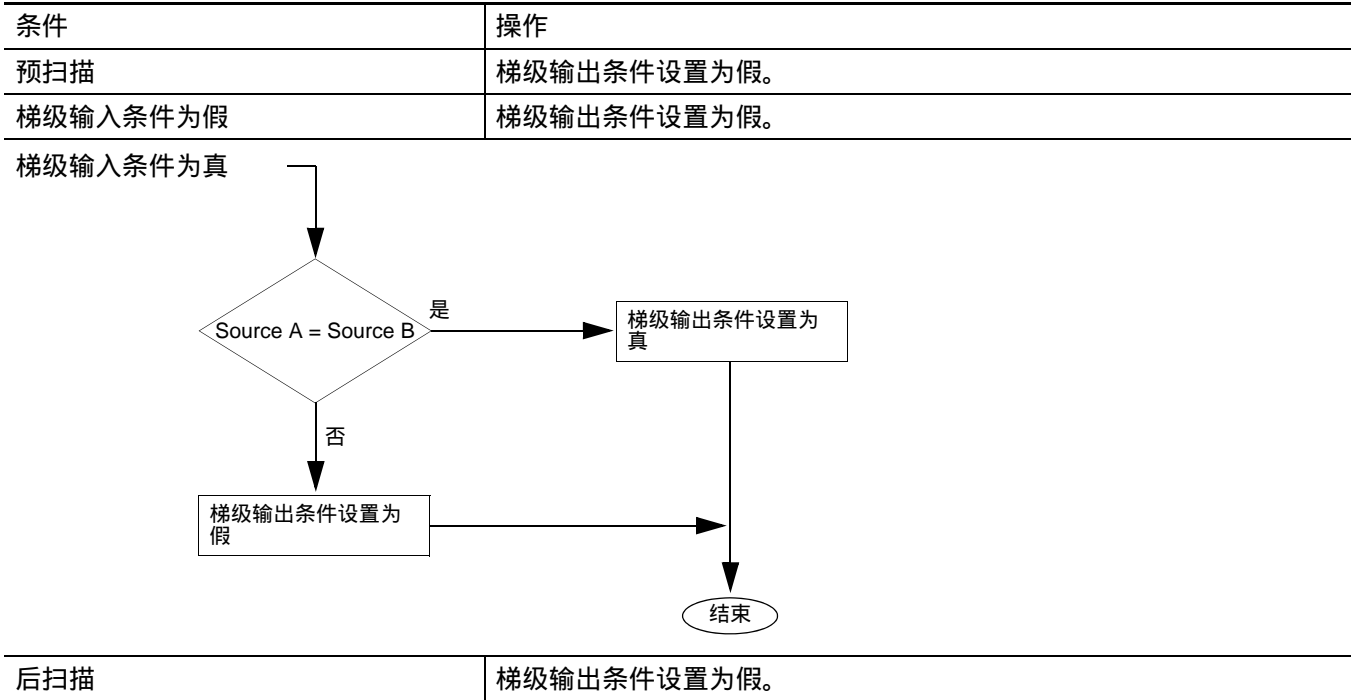 条件 操作
预扫描 梯级输出条件设置为假。
梯级输入条件为假 梯级输出条件设置为假。
梯级输入条件为真
是
Source A = Source B
梯级输出条件设置为
真
否
梯级输出条件设置为
假
结束
后扫描 梯级输出条件设置为假。